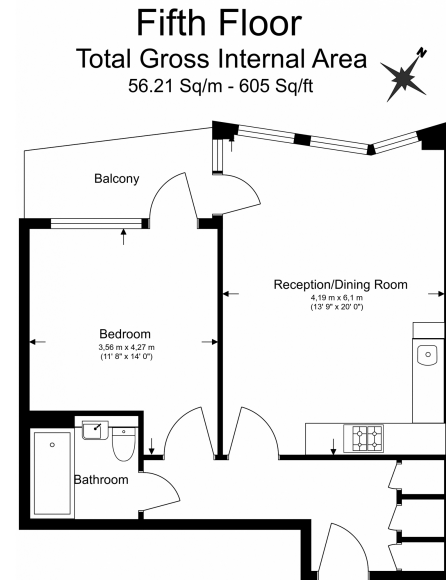 Fifth Floor
Total Gross Internal Area
56.21 Sq/m - 605 Sq/ft
N
Balcony
Reception/Dining Room
4,19 m x 6,1 m
(13' 9" x 20' 0")
Bedroom
3,56 m x 4,27 m
(11' 8" x 14' 0")
Bathroom